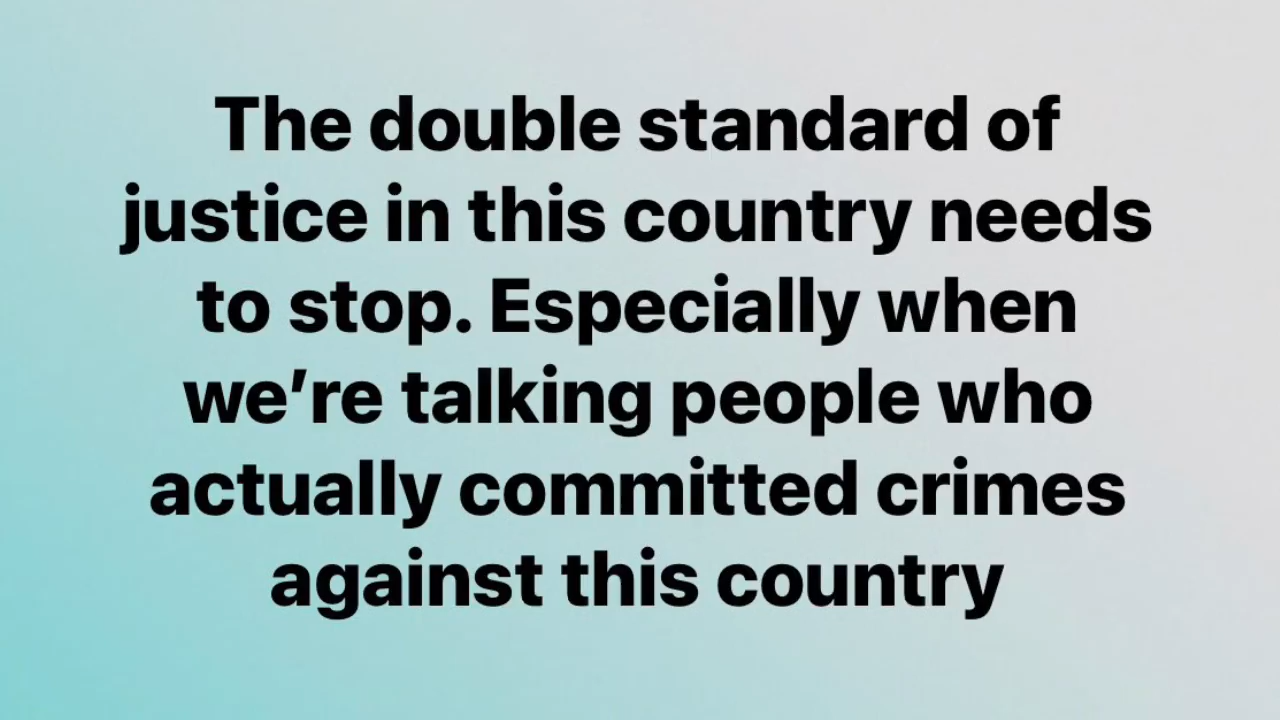 The double standard of
justice in this country needs
to stop. Especially when
we’re talking people who
actually committed crimes
against this country